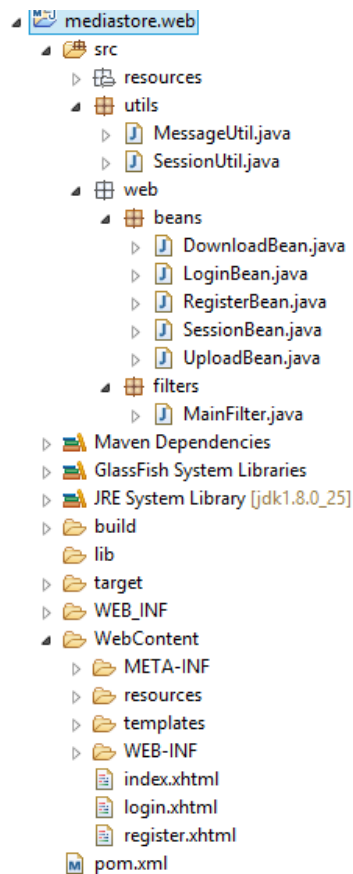 mediastore.web
src
resources
utils
MessageUtil.java
SessionUtil.java
web
beans
DownloadBean.java
LoginBean.java
RegisterBean.java
SessionBean.java
UploadBean.java
filters
MainFilter.java
Maven Dependencies
GlassFish System Libraries
JRE System Library [jdk1.8.0_25]
build
lib
target
WEB_INF
WebContent
META-INF
resources
templates
WEB-INF
index.xhtml
login.xhtml
register.xhtml
pom.xml